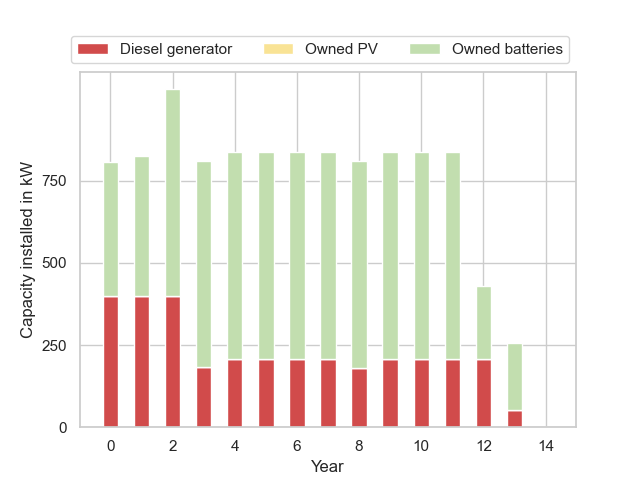 Diesel generator Owned PV Owned batteries
Capacity installed in kW
750
500
250
0
0 2 4 6 8 10 12 14
Year